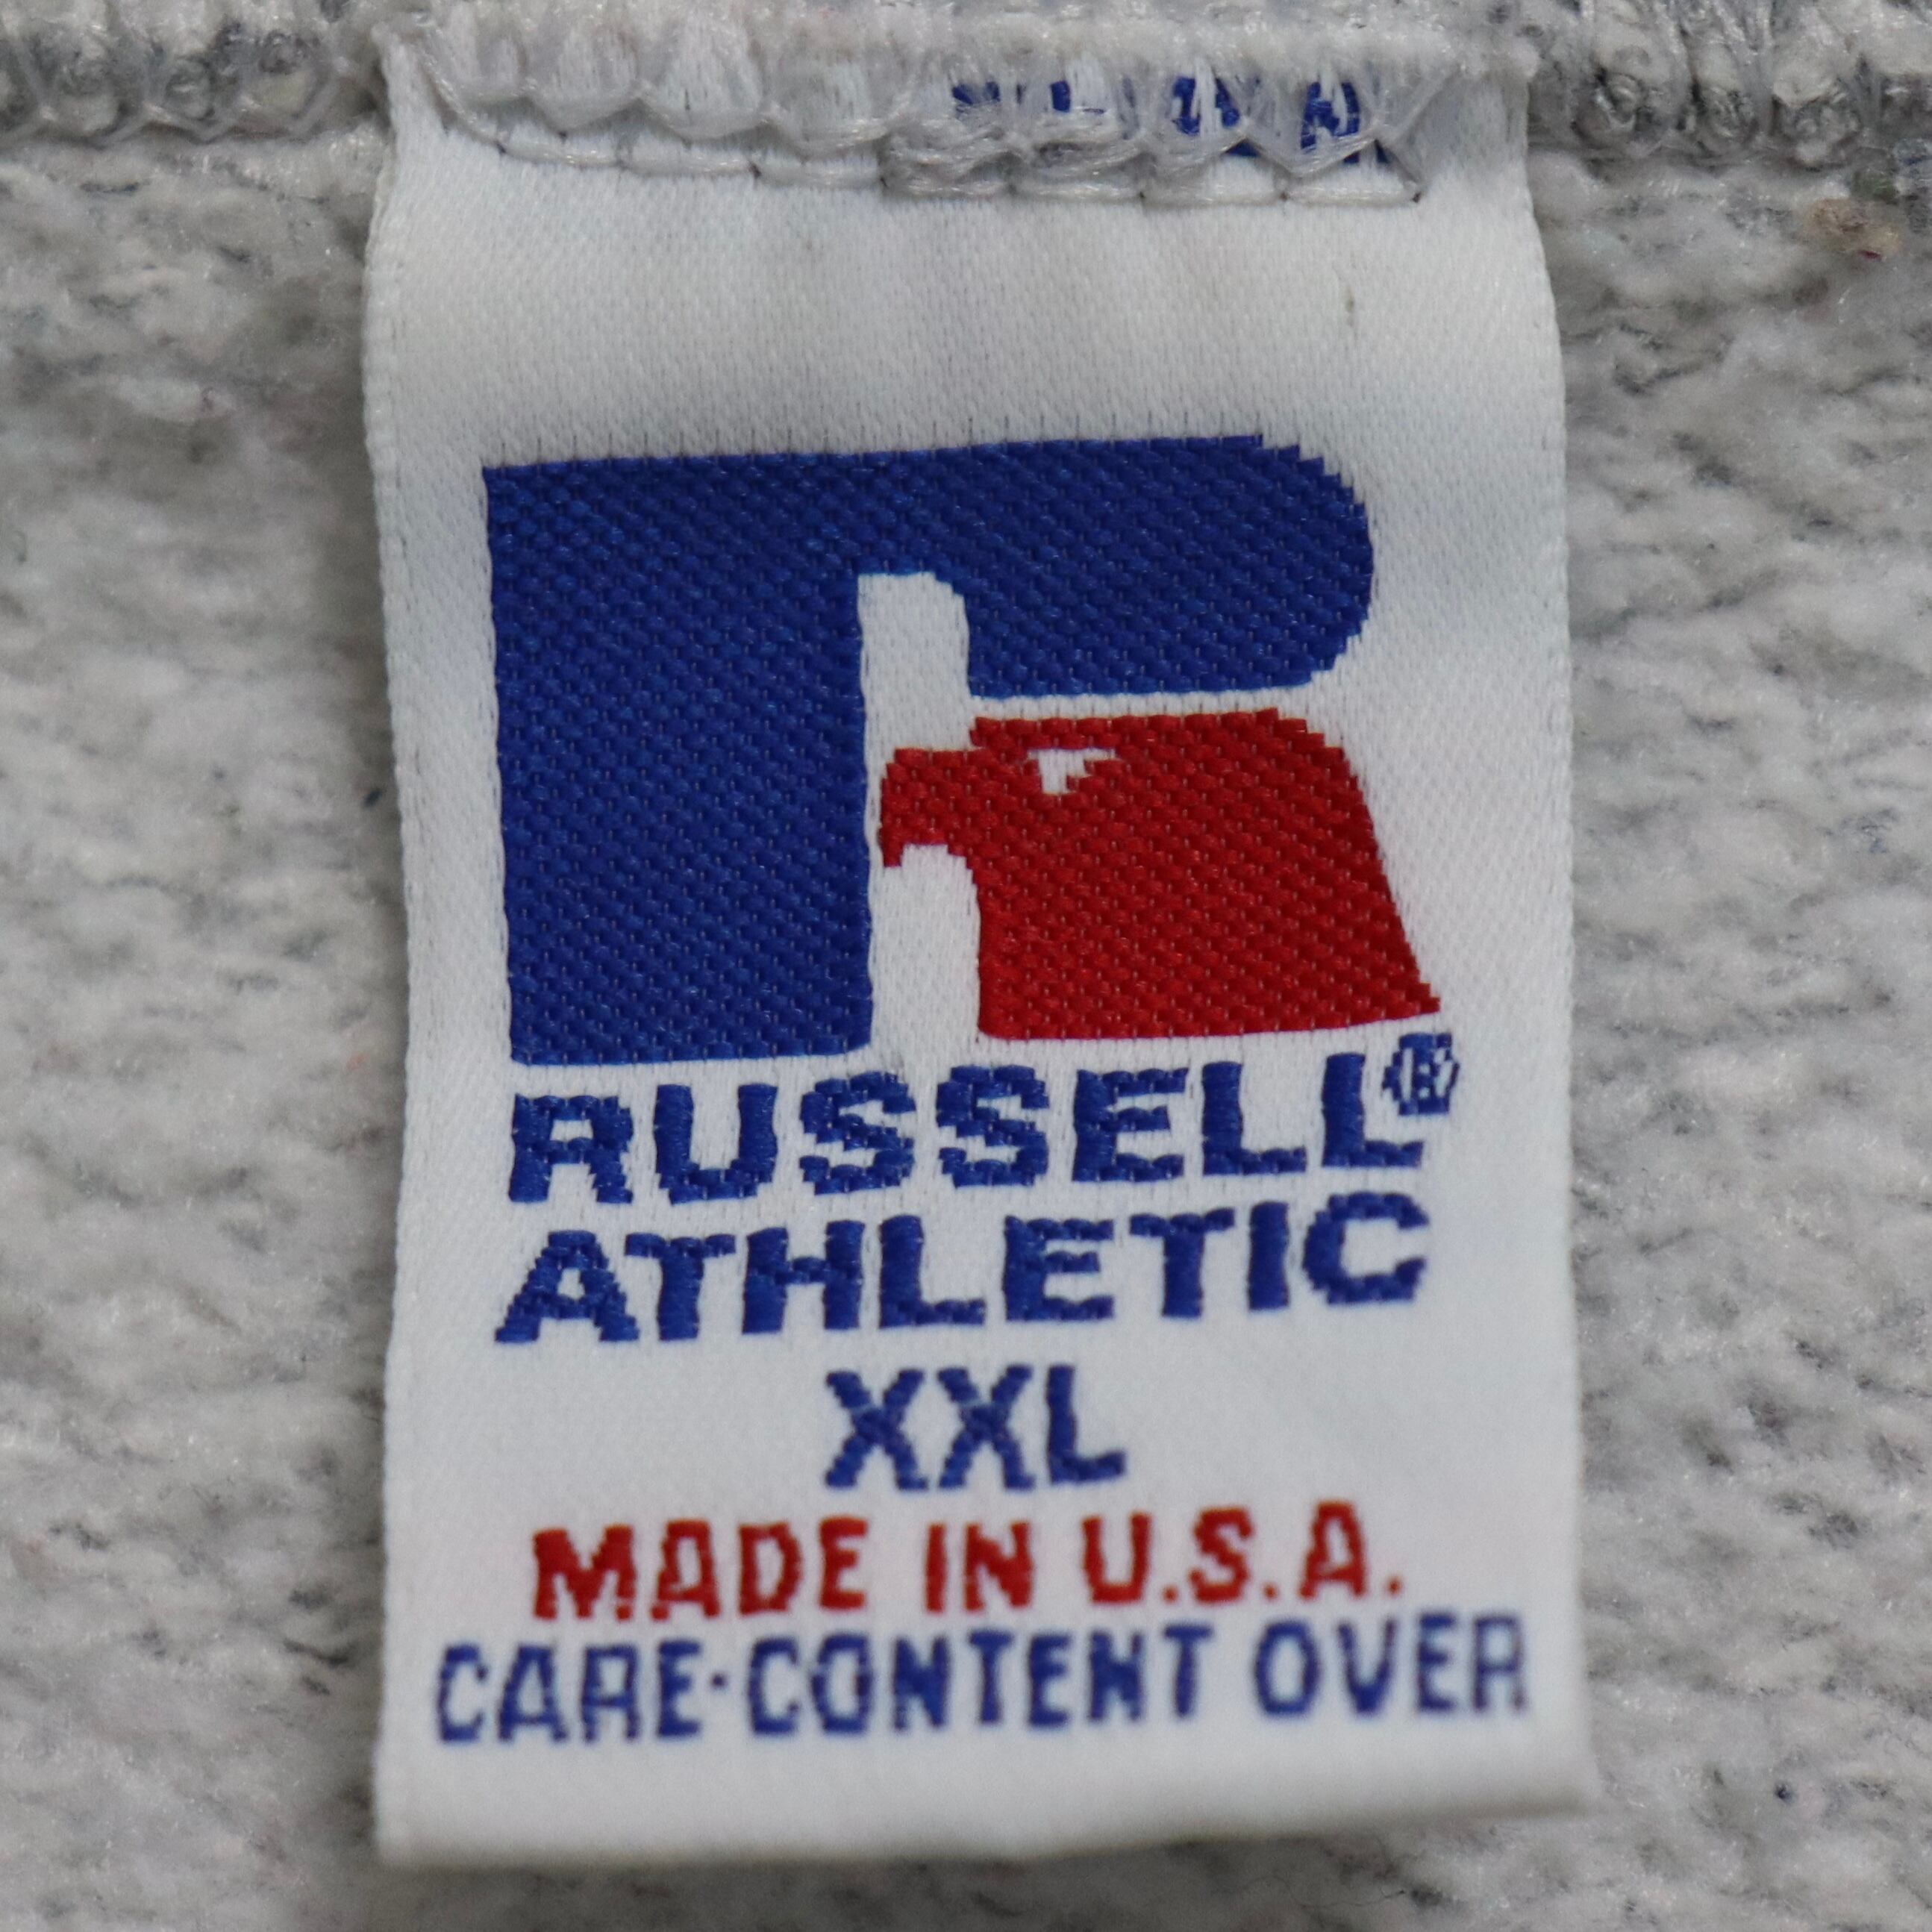 RUSSELL®
ATHLETIC
XXL
MADE IN U.S.A.
CARE·CONTENT OVER